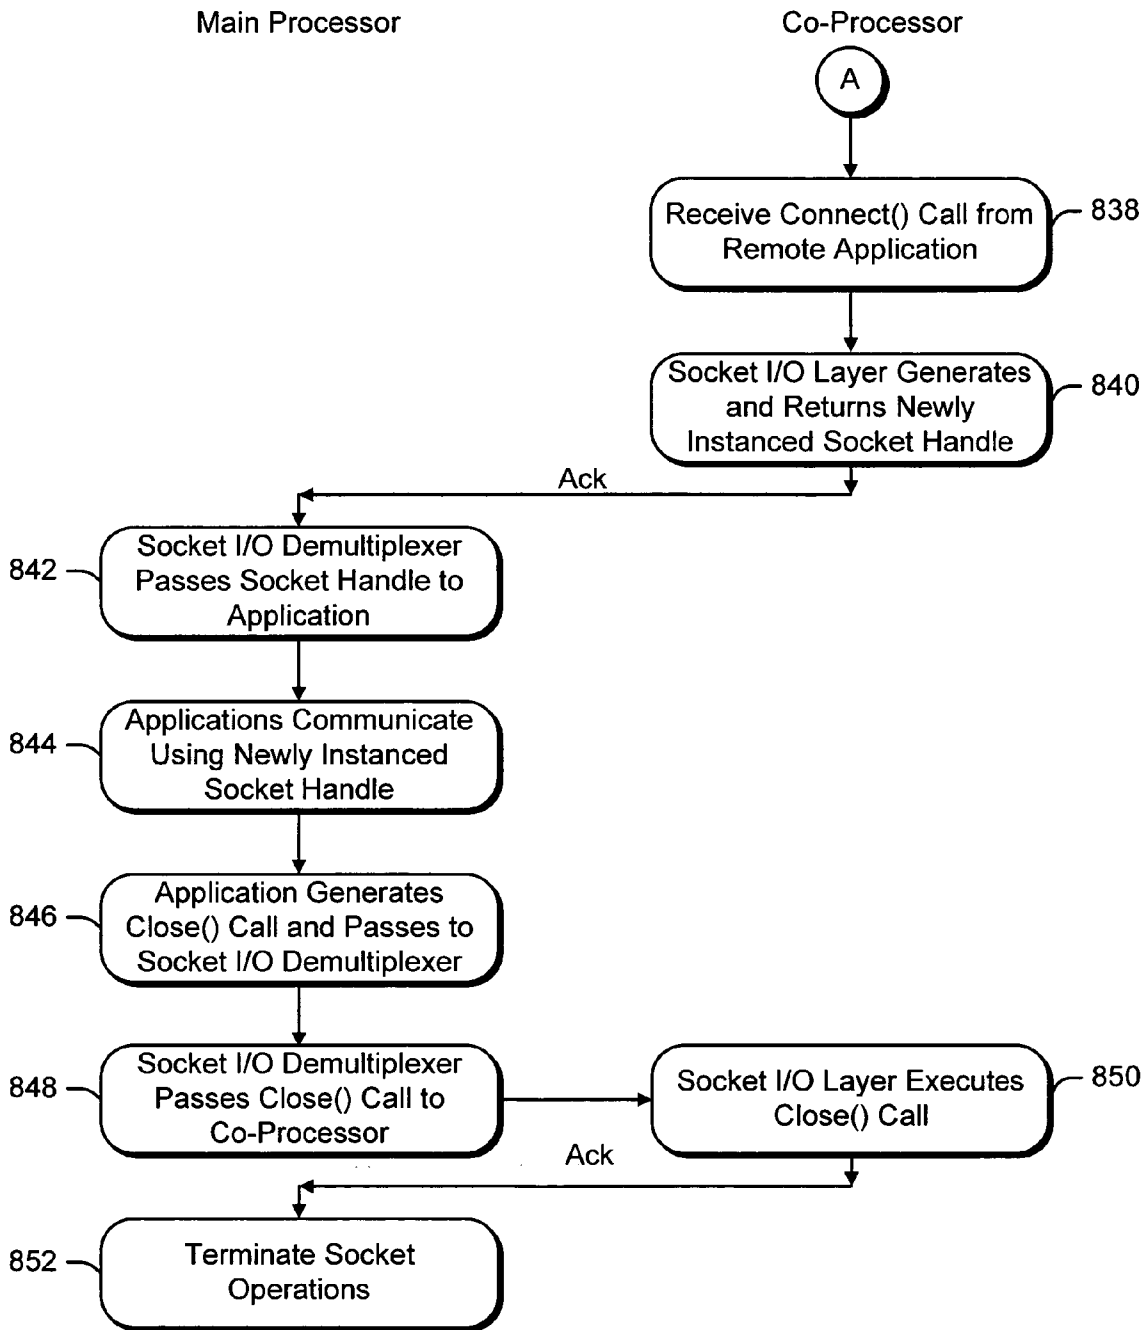 Main Processor
Co-Processor
A
Receive Connect() Call from
Remote Application
838
Socket I/O Layer Generates
and Returns Newly
Instanced Socket Handle
840
Ack
Socket I/O Demultiplexer
Passes Socket Handle to
Application
842
Applications Communicate
Using Newly Instanced
Socket Handle
844
Application Generates
Close() Call and Passes to
Socket I/O Demultiplexer
846
Socket I/O Demultiplexer
Passes Close() Call to
Co-Processor
848
Socket I/O Layer Executes
Close() Call
850
Ack
Terminate Socket
Operations
852